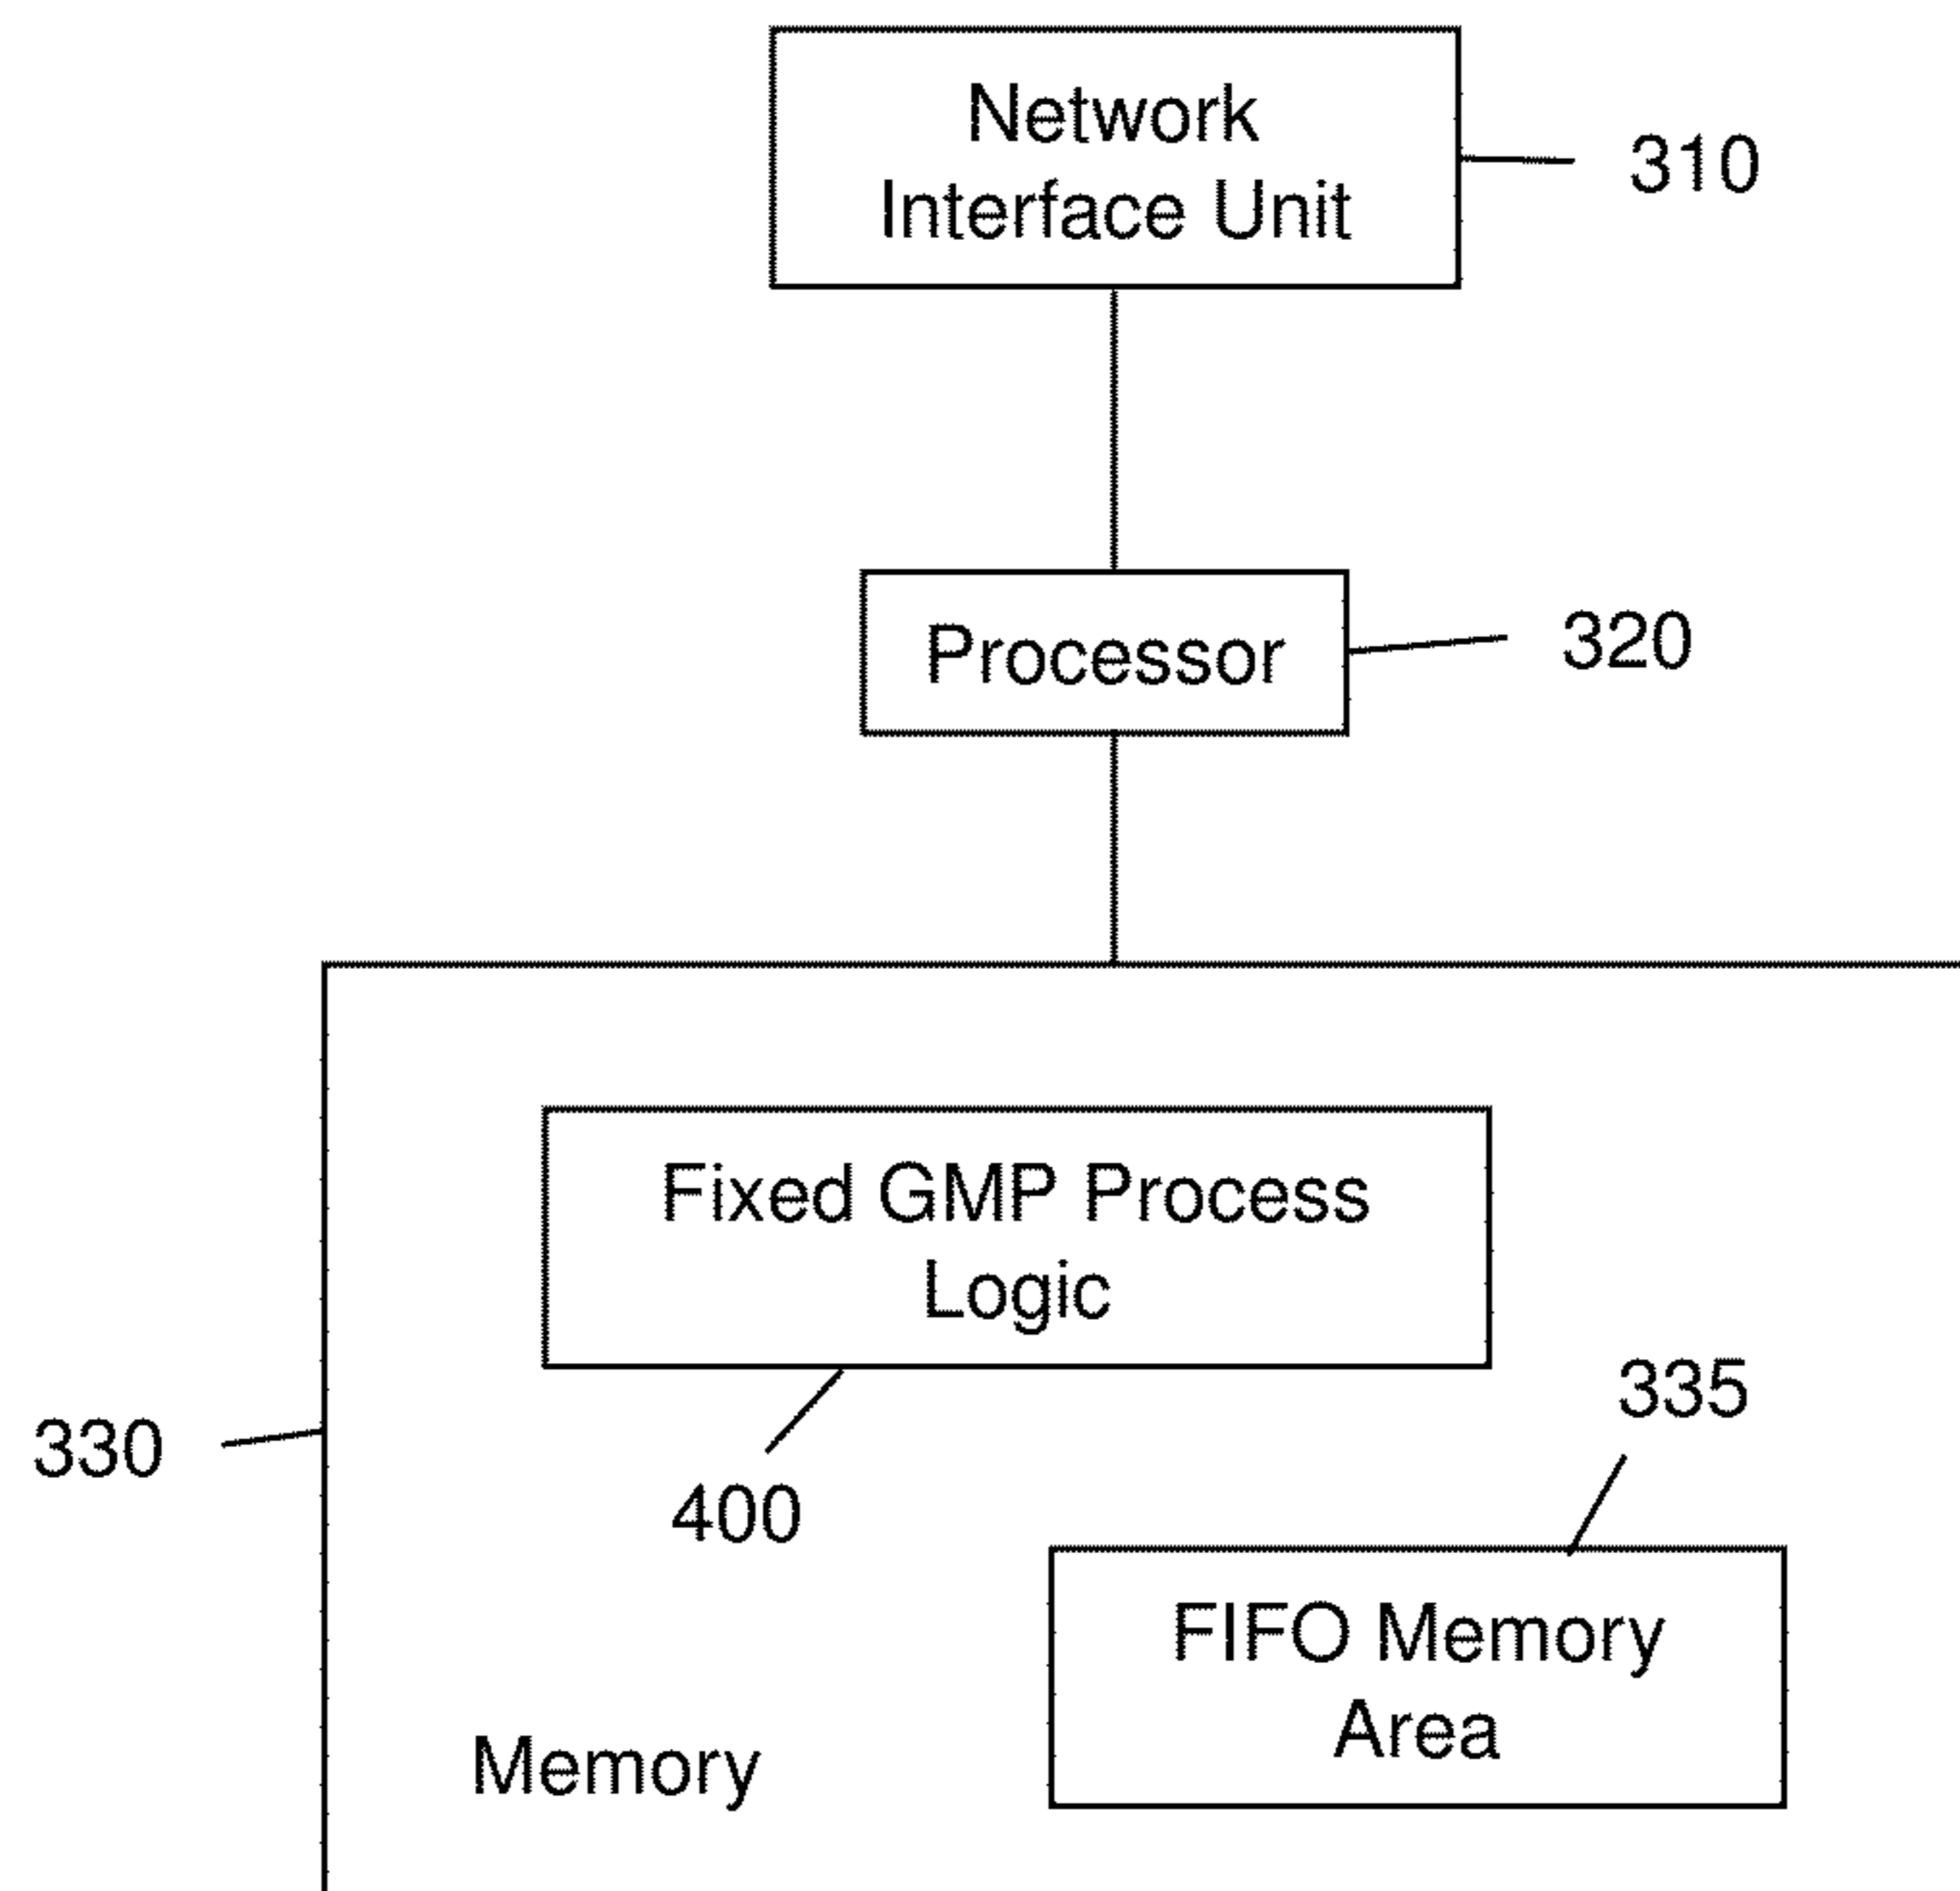 Network
Interface Unit
310
Processor
320
Fixed GMP Process
Logic
335
330
400
FIFO Memory
Area
Memory